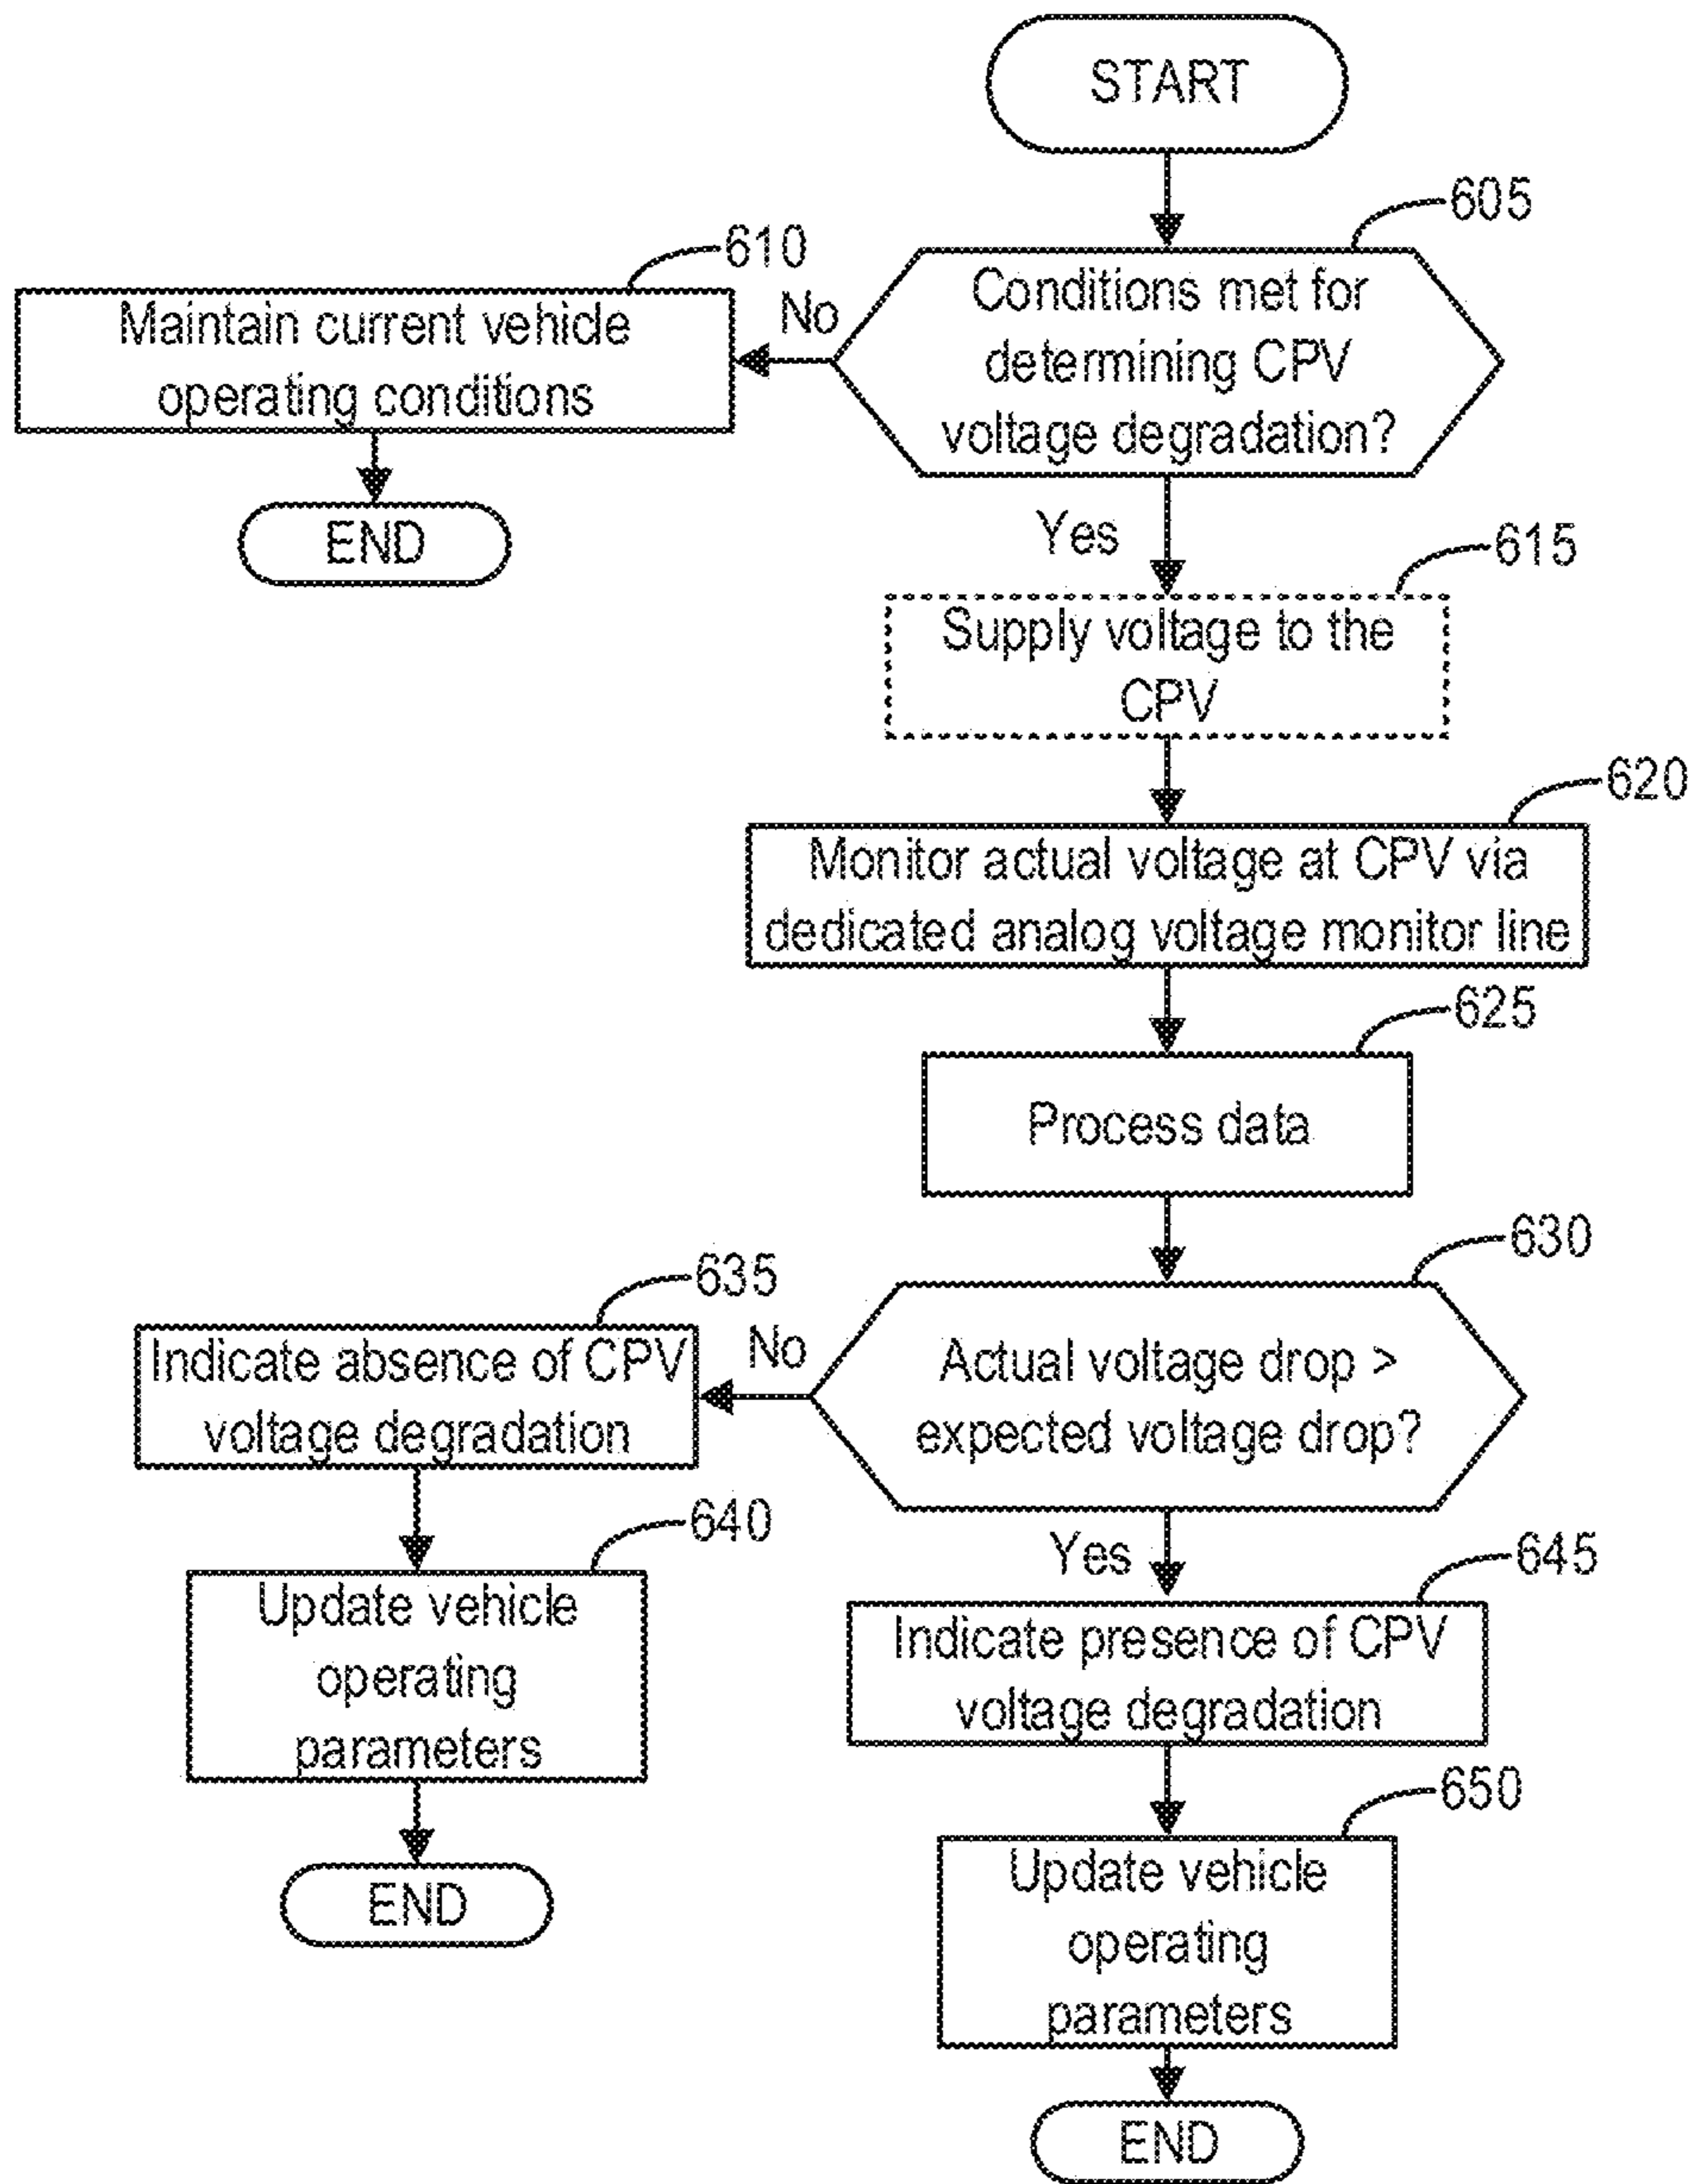 START
605
Conditions met for
determining CPV
voltage degradation?
No
610
Maintain current vehicle
operating conditions
END
Yes
615
Supply voltage to the
CPV
620
Monitor actual voltage at CPV via
dedicated analog voltage monitor line
625
Process data
630
Actual voltage drop >
expected voltage drop?
No
635
Indicate absence of CPV
voltage degradation
640
Update vehicle
operating
parameters
END
Yes
645
Indicate presence of CPV
voltage degradation
650
Update vehicle
operating
parameters
END